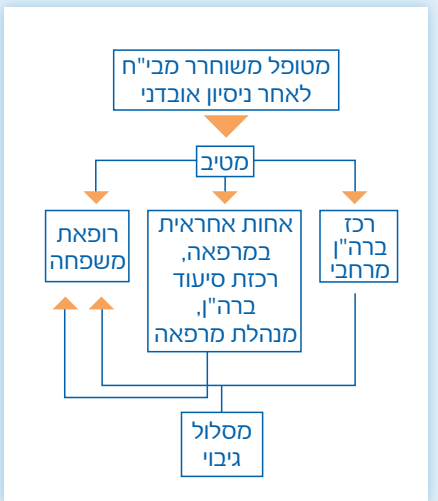 מטופל משוחרר מבי"ח
לאחר ניסיון אובדני
מטיב
רכז
ברה"ן
מרחבי
אחות אחראית
במרפאה,
רכזת סיעוד
ברה"ן,
מנהלת מרפאה
רופאת
משפחה
מסלול
גיבוי